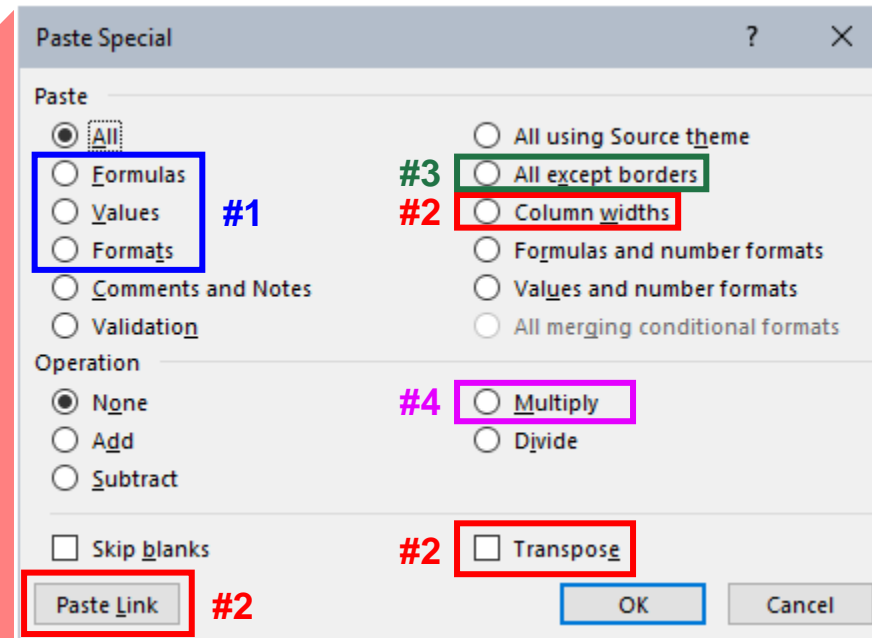 Paste Special ?
Paste
All
All using Source theme
Formulas
#3 All except borders
Values #1
#2 Column widths
Formats
Formulas and number formats
Comments and Notes
Values and number formats
Validation
All merging conditional formats
Operation
None
#4 Multiply
Add
Divide
Subtract
Skip blanks
#2 Transpose
Paste Link #2
OK
Cancel